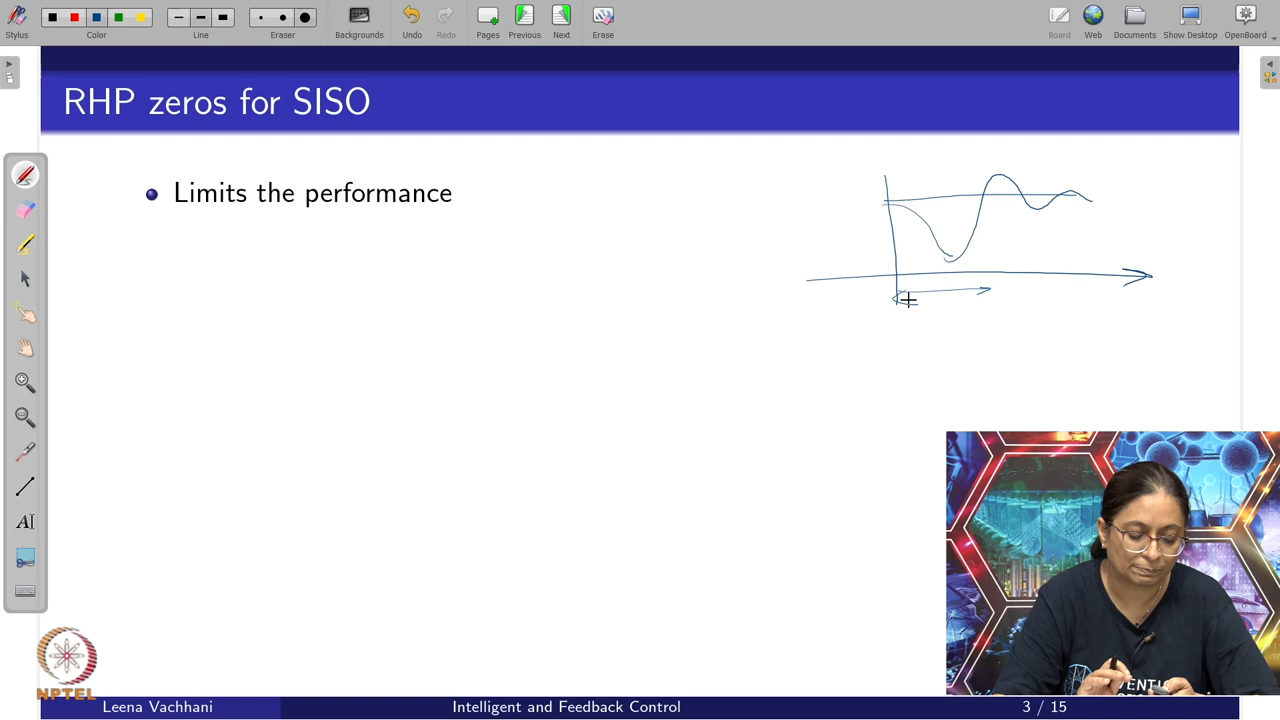 Stylus
Color
Line
Eraser
Backgrounds
Undo
Redo
Pages
Previous
Next
Erase
Board
Web
Documents
Show Desktop
OpenBoard
RHP zeros for SISO
Limits the performance
A
NPTEL
Leena Vachhani
Intelligent and Feedback Control
3 / 15